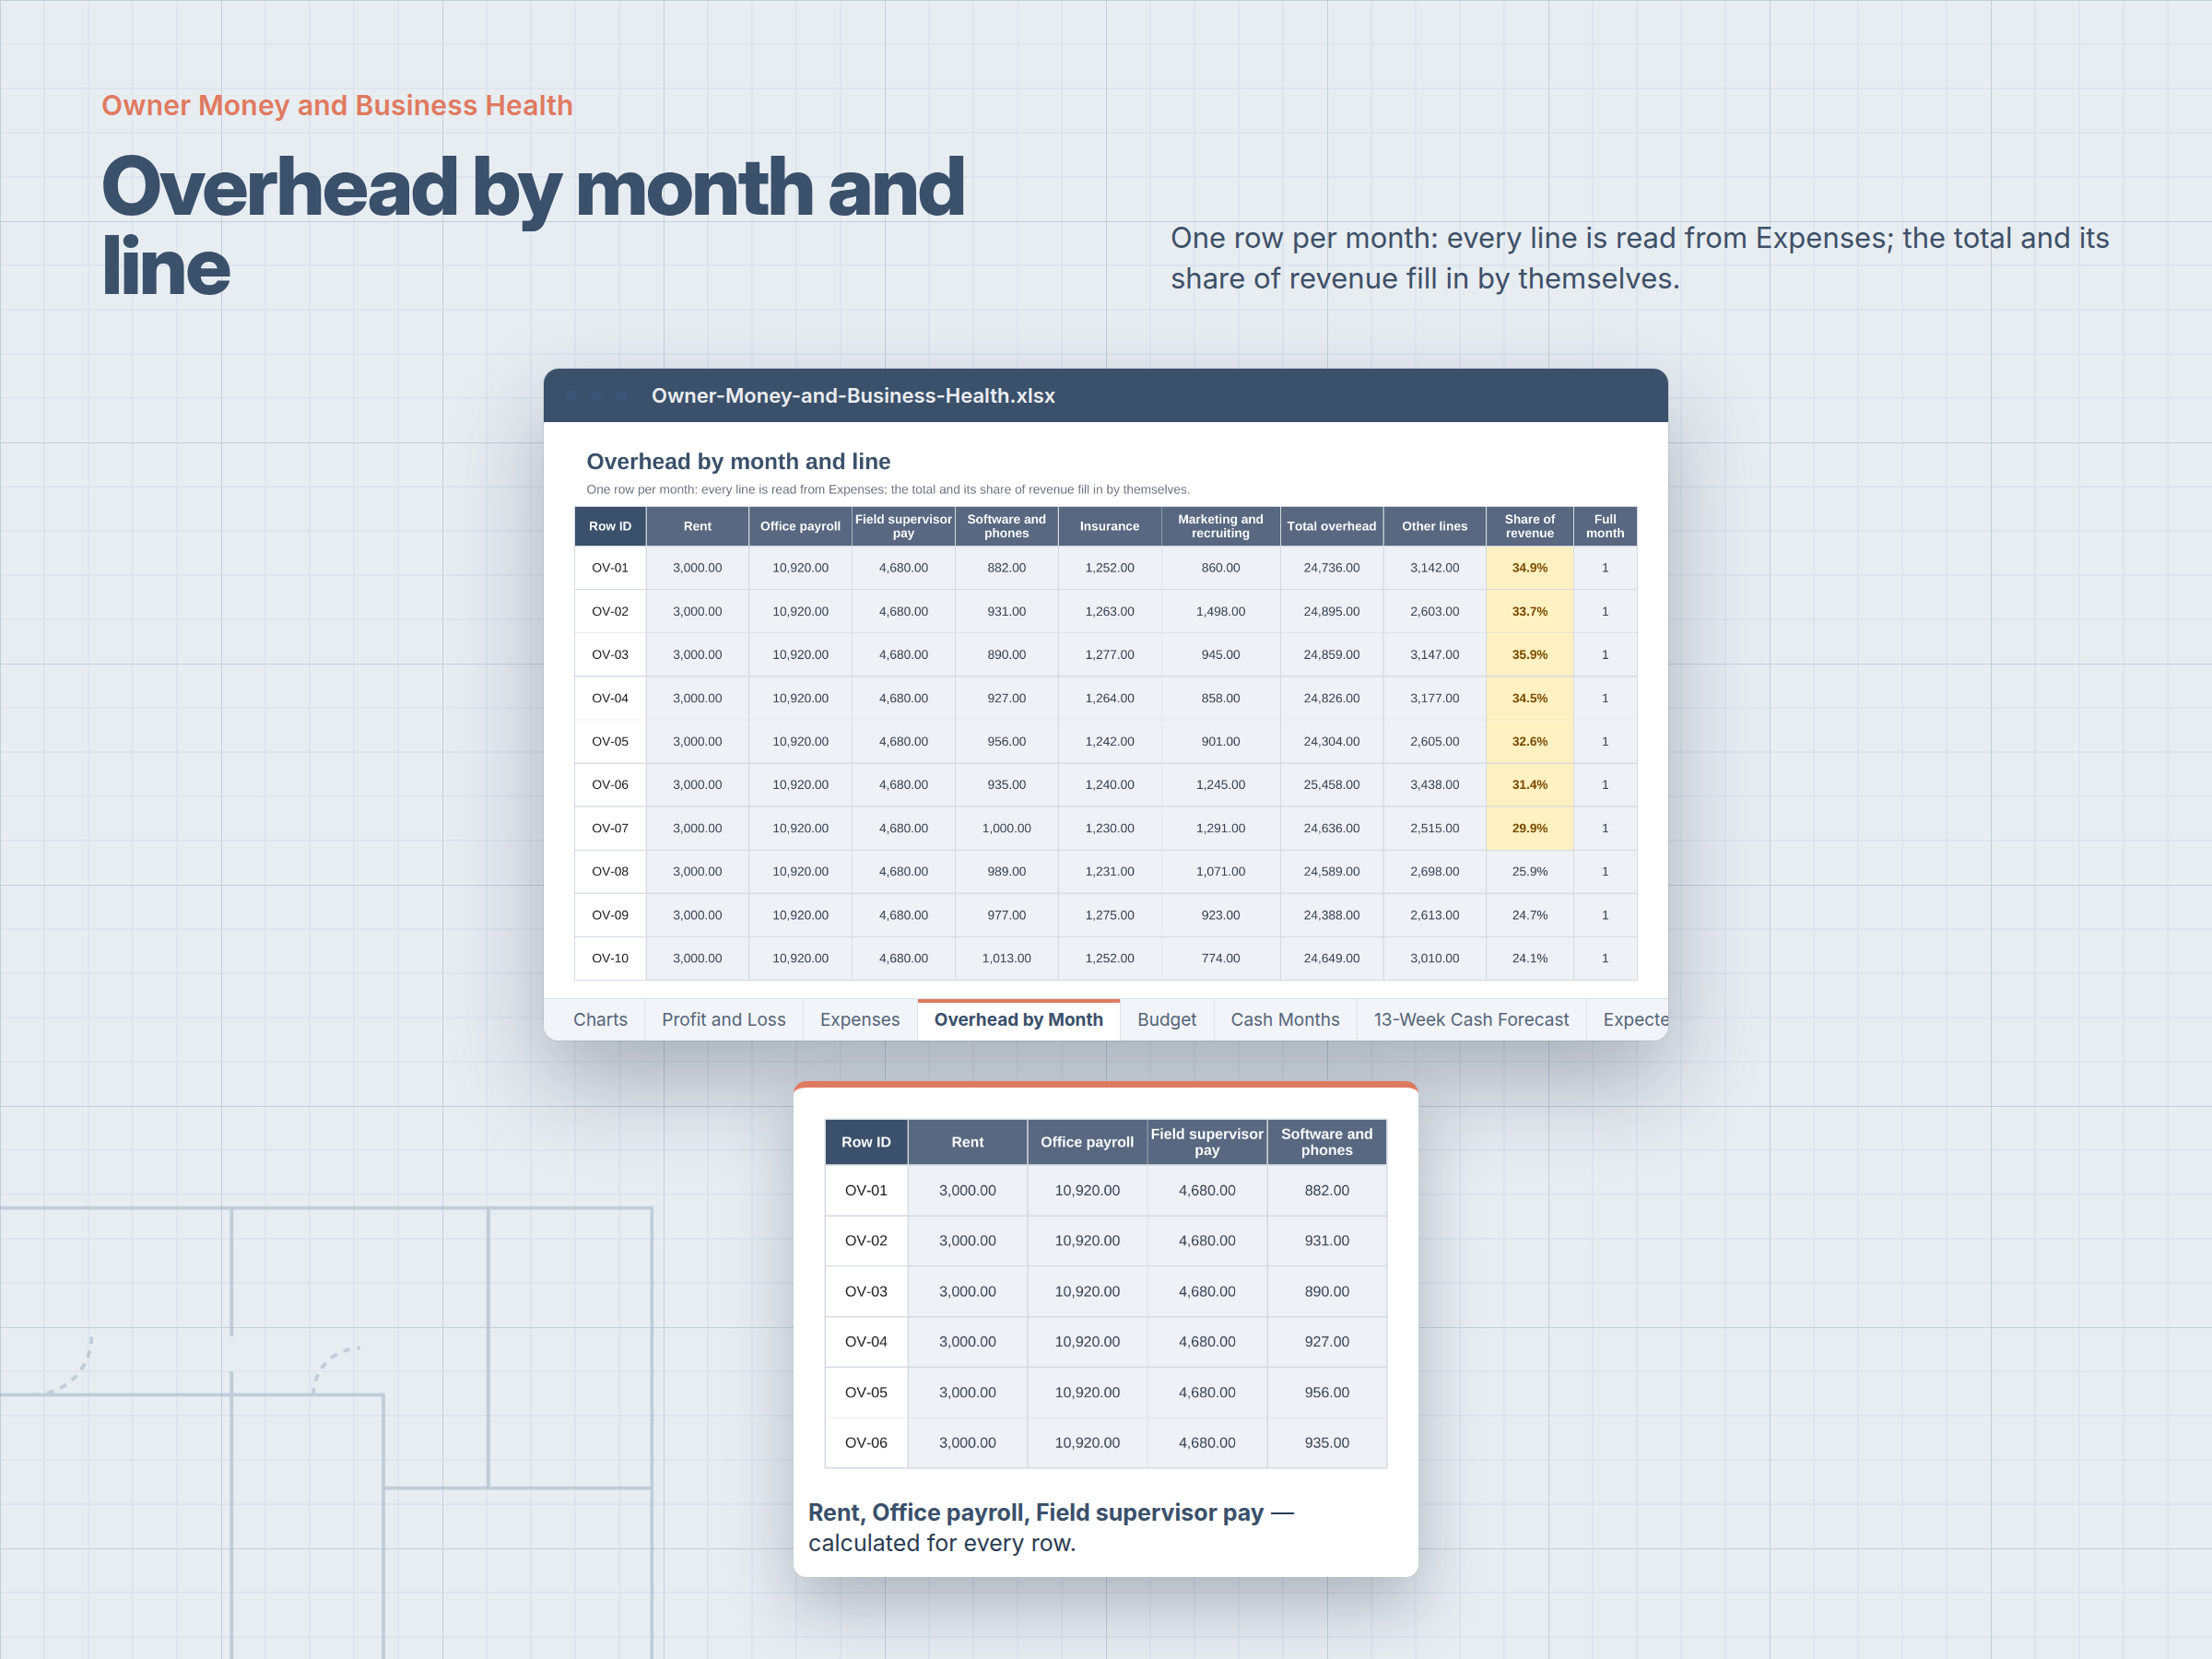 Owner Money and Business Health
Overhead by month and
line
One row per month: every line is read from Expenses; the total and its
share of revenue fill in by themselves.
Owner-Money-and-Business-Health.xlsx
Overhead by month and line
One row per month: every line is read from Expenses; the total and its share of revenue fill in by themselves.
Row ID Rent Office payroll Field supervisor pay Software and phones Insurance Marketing and recruiting Total overhead Other lines Share of revenue Full month
OV-01 3,000.00 10,920.00 4,680.00 882.00 1,252.00 860.00 24,736.00 3,142.00 34.9% 1
OV-02 3,000.00 10,920.00 4,680.00 931.00 1,263.00 1,498.00 24,895.00 2,603.00 33.7% 1
OV-03 3,000.00 10,920.00 4,680.00 890.00 1,277.00 945.00 24,859.00 3,147.00 35.9% 1
OV-04 3,000.00 10,920.00 4,680.00 927.00 1,264.00 858.00 24,826.00 3,177.00 34.5% 1
OV-05 3,000.00 10,920.00 4,680.00 956.00 1,242.00 901.00 24,304.00 2,605.00 32.6% 1
OV-06 3,000.00 10,920.00 4,680.00 935.00 1,240.00 1,245.00 25,458.00 3,438.00 31.4% 1
OV-07 3,000.00 10,920.00 4,680.00 1,000.00 1,230.00 1,291.00 24,636.00 2,515.00 29.9% 1
OV-08 3,000.00 10,920.00 4,680.00 989.00 1,231.00 1,071.00 24,589.00 2,698.00 25.9% 1
OV-09 3,000.00 10,920.00 4,680.00 977.00 1,275.00 923.00 24,388.00 2,613.00 24.7% 1
OV-10 3,000.00 10,920.00 4,680.00 1,013.00 1,252.00 774.00 24,649.00 3,010.00 24.1% 1
Charts Profit and Loss Expenses Overhead by Month Budget Cash Months 13-Week Cash Forecast Expecte
Row ID Rent Office payroll Field supervisor pay Software and phones
OV-01 3,000.00 10,920.00 4,680.00 882.00
OV-02 3,000.00 10,920.00 4,680.00 931.00
OV-03 3,000.00 10,920.00 4,680.00 890.00
OV-04 3,000.00 10,920.00 4,680.00 927.00
OV-05 3,000.00 10,920.00 4,680.00 956.00
OV-06 3,000.00 10,920.00 4,680.00 935.00
Rent, Office payroll, Field supervisor pay —
calculated for every row.